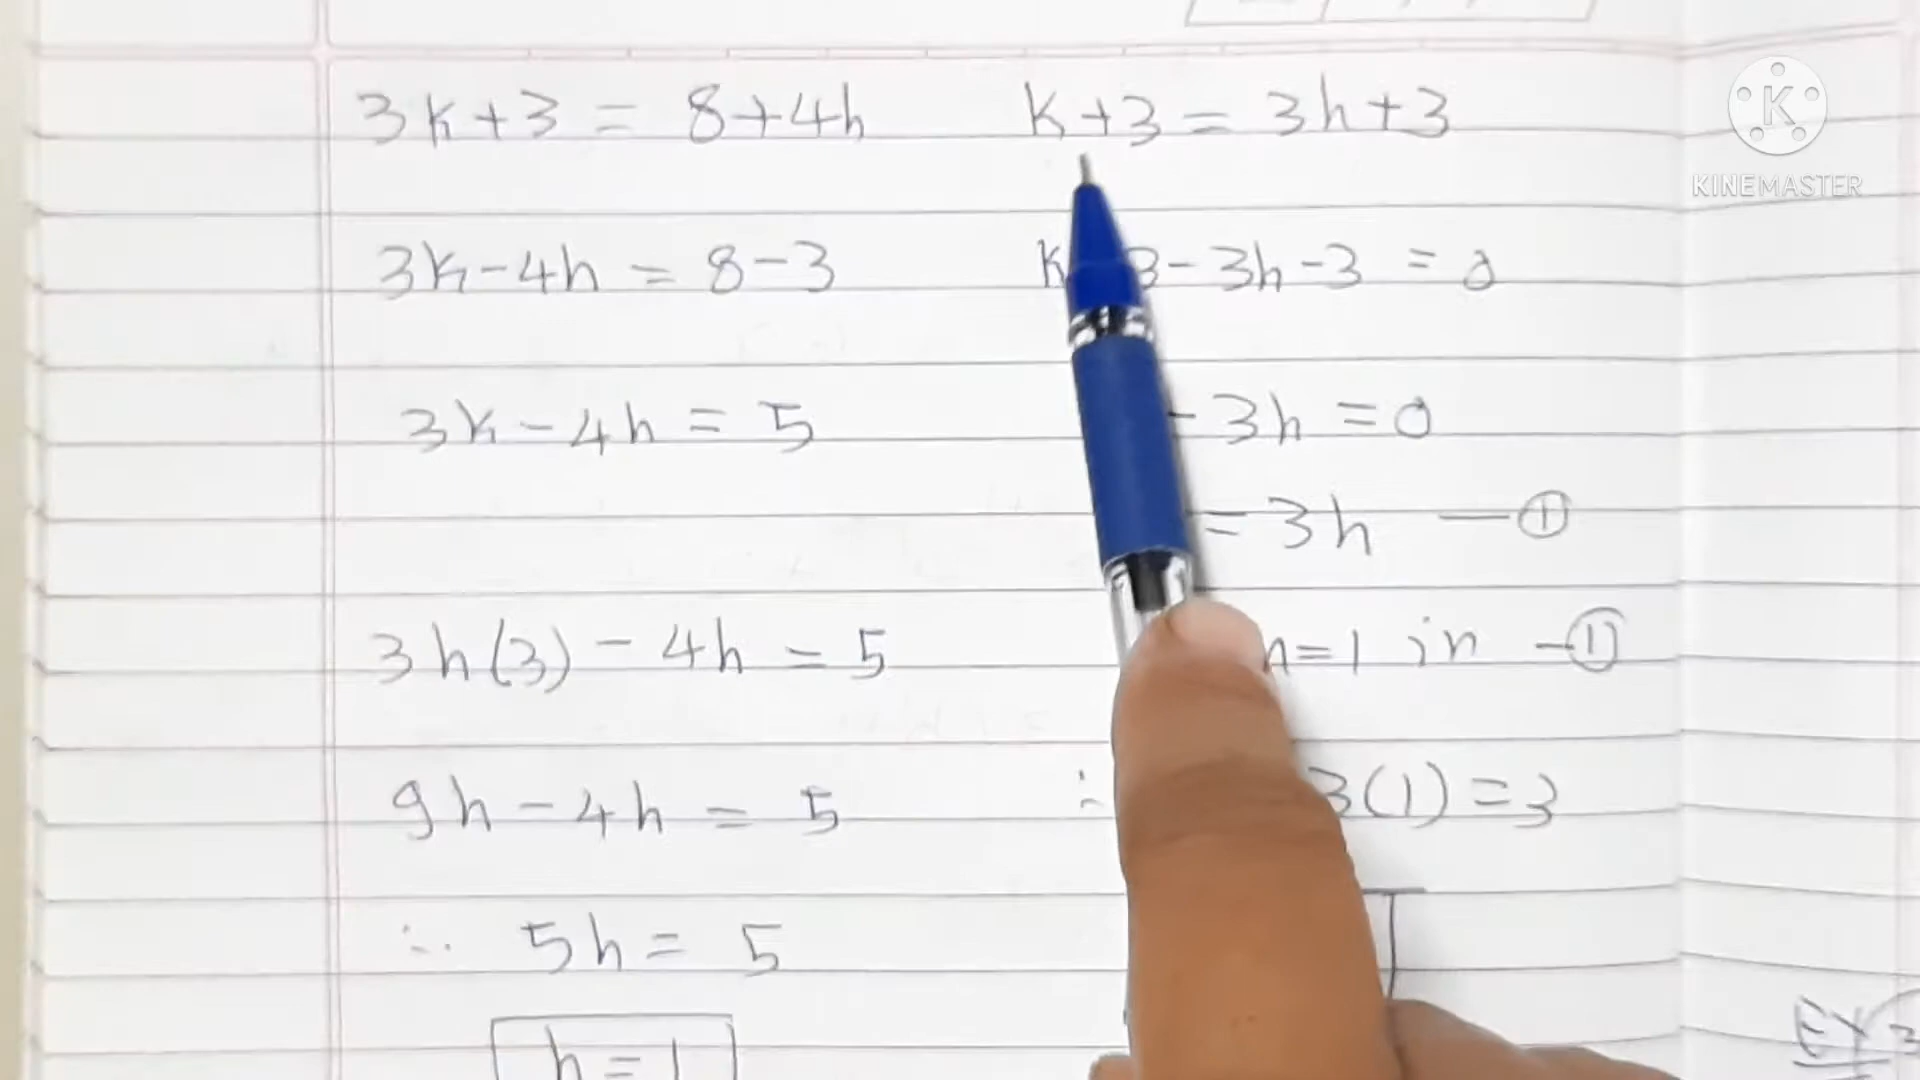 3k+3 = 8+4h
k+3 = 3h+3
KINEMASTER
3k-4h = 8-3
k 3-3h-3 = 0
3k-4h = 5
-3h = 0
= 3h — ①
3h(3) - 4h = 5
h=1 in -①
9h - 4h = 5
∴ 3(1) = 3
∴ 5h = 5
h = 1